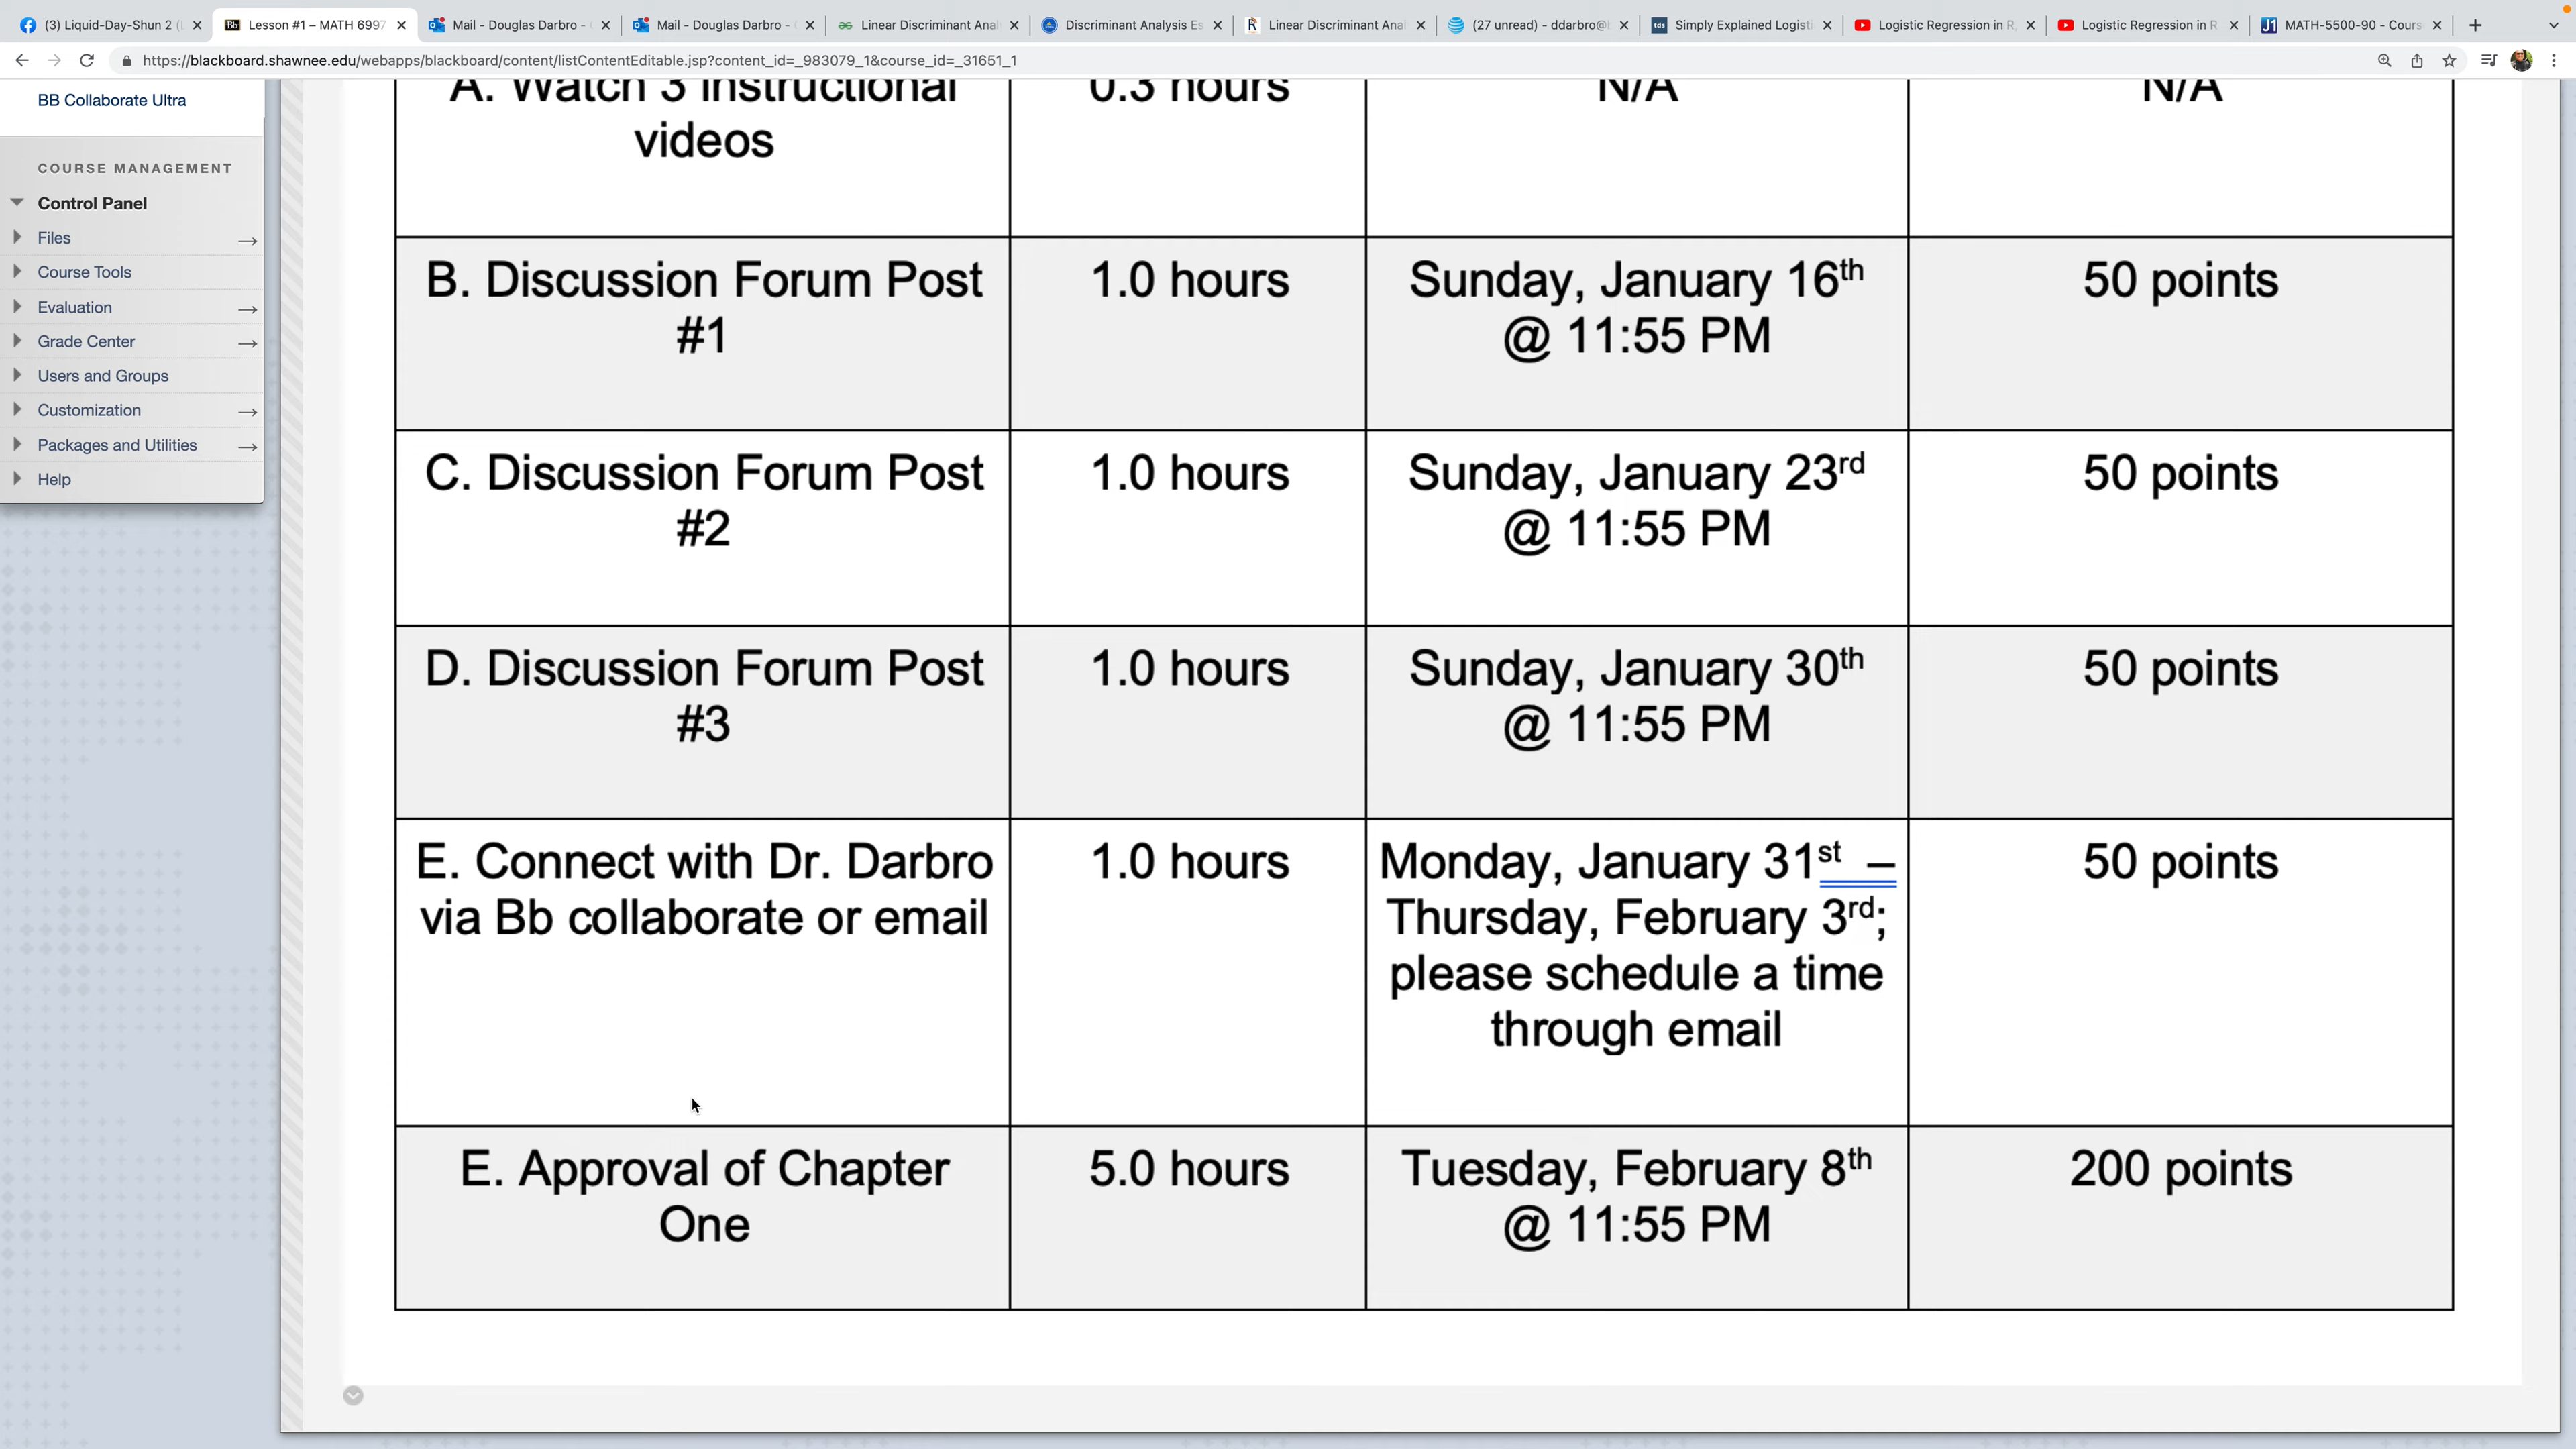 (3) Liquid-Day-Shun 2 (
Lesson #1 – MATH 6997
Mail - Douglas Darbro -
Mail - Douglas Darbro -
Linear Discriminant Anal
Discriminant Analysis Es
Linear Discriminant Anal
(27 unread) - ddarbro@
Simply Explained Logisti
Logistic Regression in R
Logistic Regression in R
MATH-5500-90 - Cours
https://blackboard.shawnee.edu/webapps/blackboard/content/listContentEditable.jsp?content_id=_983079_1&course_id=_31651_1
BB Collaborate Ultra
COURSE MANAGEMENT
Control Panel
Files
Course Tools
Evaluation
Grade Center
Users and Groups
Customization
Packages and Utilities
Help
A. Watch 3 instructional
videos
0.3 hours
N/A
N/A
B. Discussion Forum Post
#1
1.0 hours
Sunday, January 16th
@ 11:55 PM
50 points
C. Discussion Forum Post
#2
1.0 hours
Sunday, January 23rd
@ 11:55 PM
50 points
D. Discussion Forum Post
#3
1.0 hours
Sunday, January 30th
@ 11:55 PM
50 points
E. Connect with Dr. Darbro
via Bb collaborate or email
1.0 hours
Monday, January 31st –
Thursday, February 3rd;
please schedule a time
through email
50 points
E. Approval of Chapter
One
5.0 hours
Tuesday, February 8th
@ 11:55 PM
200 points